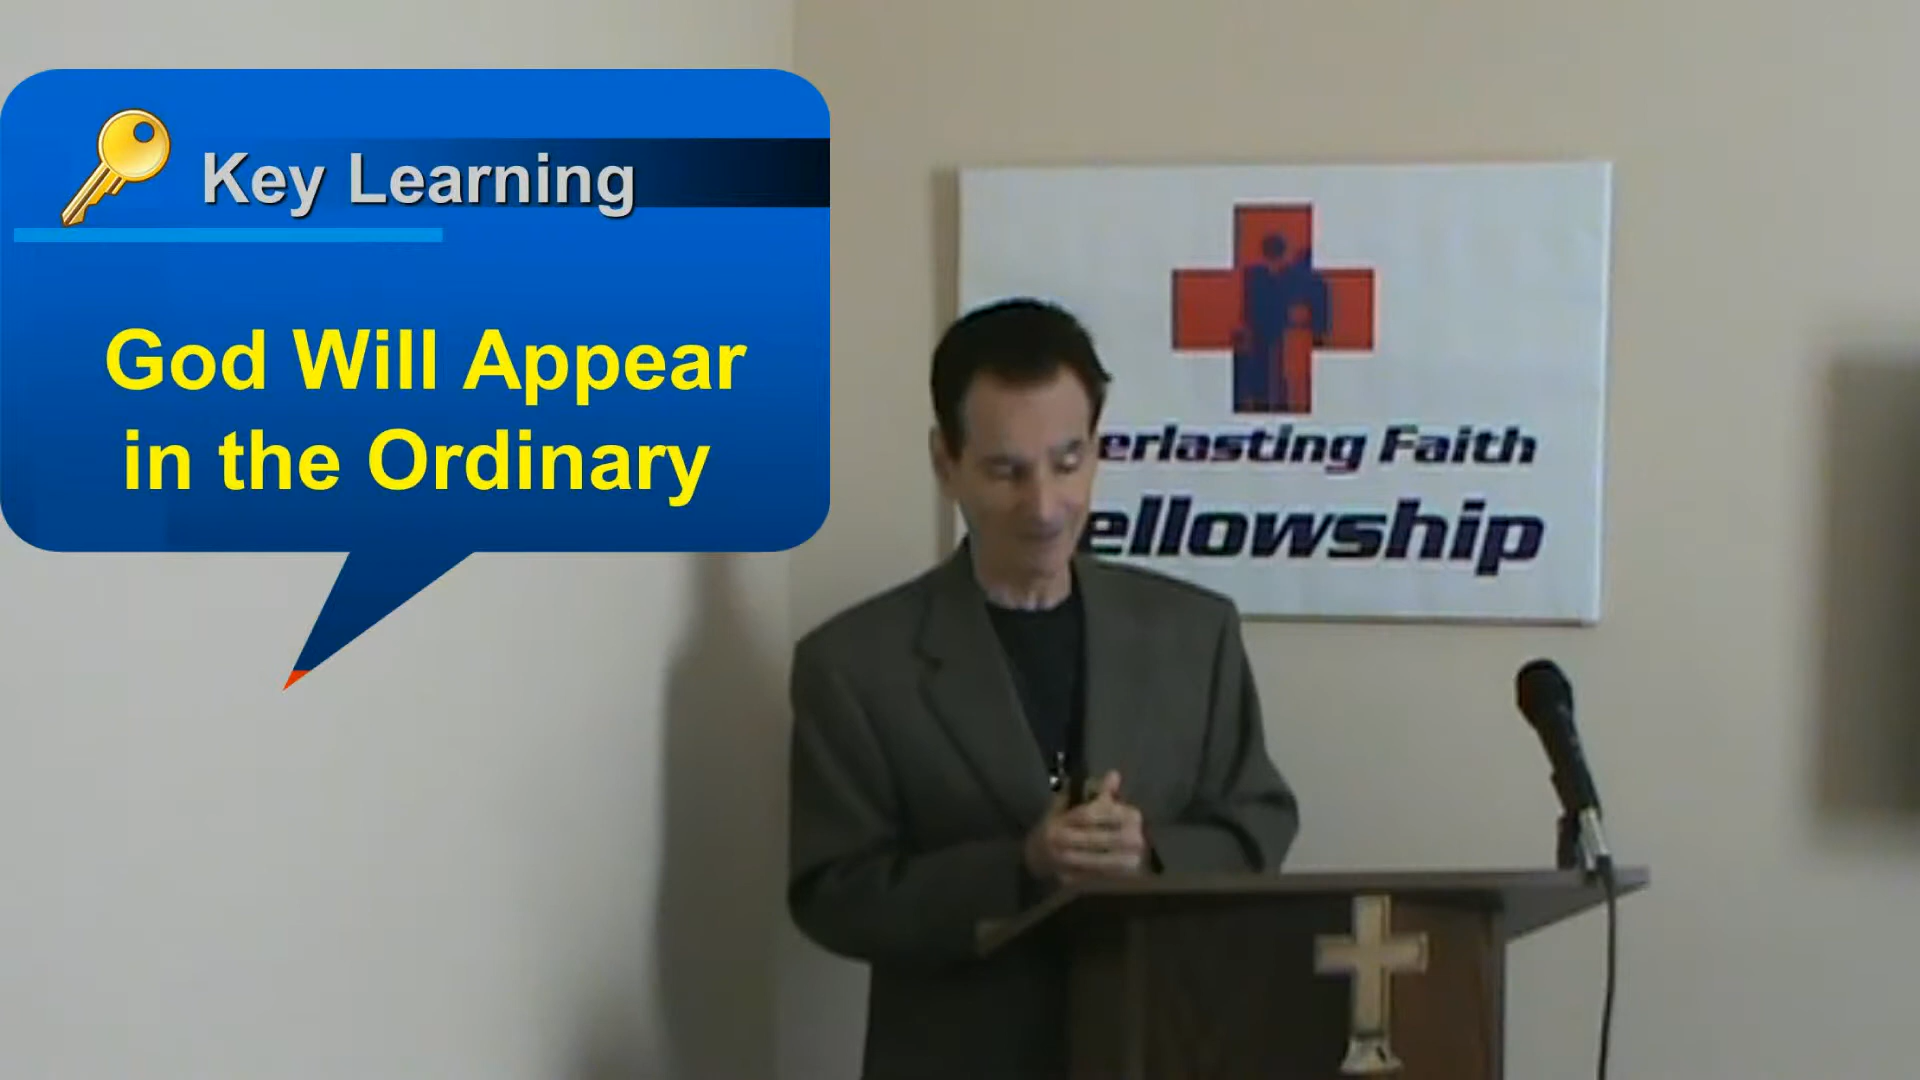 Key Learning
God Will Appear
in the Ordinary
erlasting Faith
ellowship